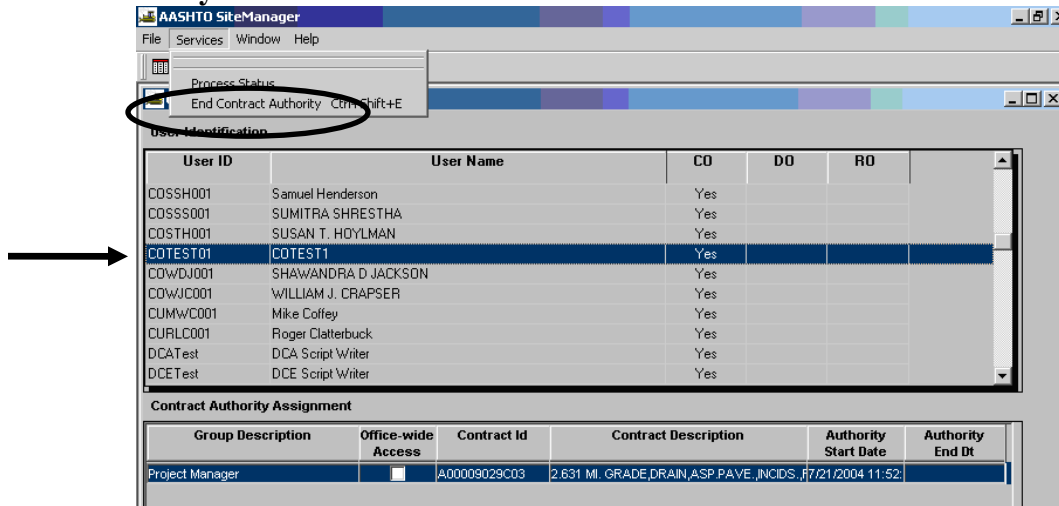 AASHTO SiteManager
File Services Window Help
Process Status
End Contract Authority Ctrl+Shift+E
User Identification
User ID User Name CO DO RO
COSSH001 Samuel Henderson Yes
COSSS001 SUMITRA SHRESTHA Yes
COSTH001 SUSAN T. HOYLMAN Yes
COTEST01 COTEST1 Yes
COWDJ001 SHAWANDRA D JACKSON Yes
COWJC001 WILLIAM J. CRAPSER Yes
CUMWC001 Mike Coffey Yes
CURLC001 Roger Clatterbuck Yes
DCATest DCA Script Writer Yes
DCETest DCE Script Writer Yes
Contract Authority Assignment
Group Description Office-wide Access Contract Id Contract Description Authority Start Date Authority End Dt
Project Manager A00009029C03 2.631 MI. GRADE,DRAIN,ASP.PAVE.,INCIDS.,F 7/21/2004 11:52: